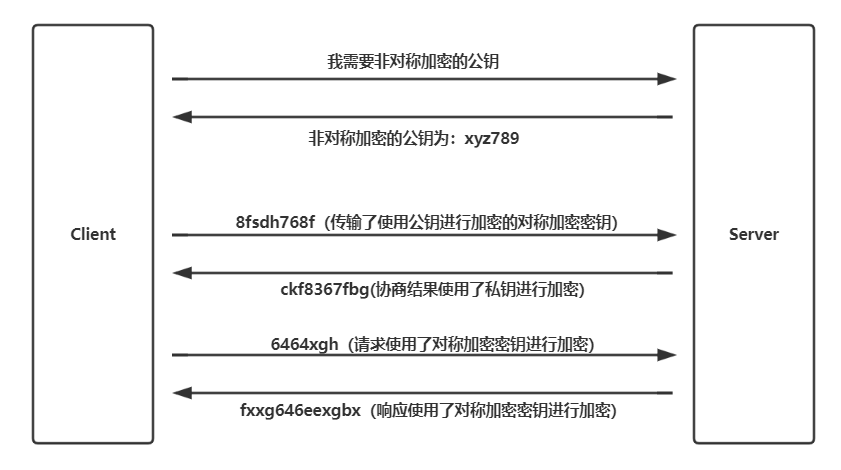 我需要非对称加密的公钥
非对称加密的公钥为：xyz789
8fsdh768f（传输了使用公钥进行加密的对称加密密钥）
Client
Server
ckf8367fbg(协商结果使用了私钥进行加密)
6464xgh（请求使用了对称加密密钥进行加密)
fxxg646eexgbx（响应使用了对称加密密钥进行加密)